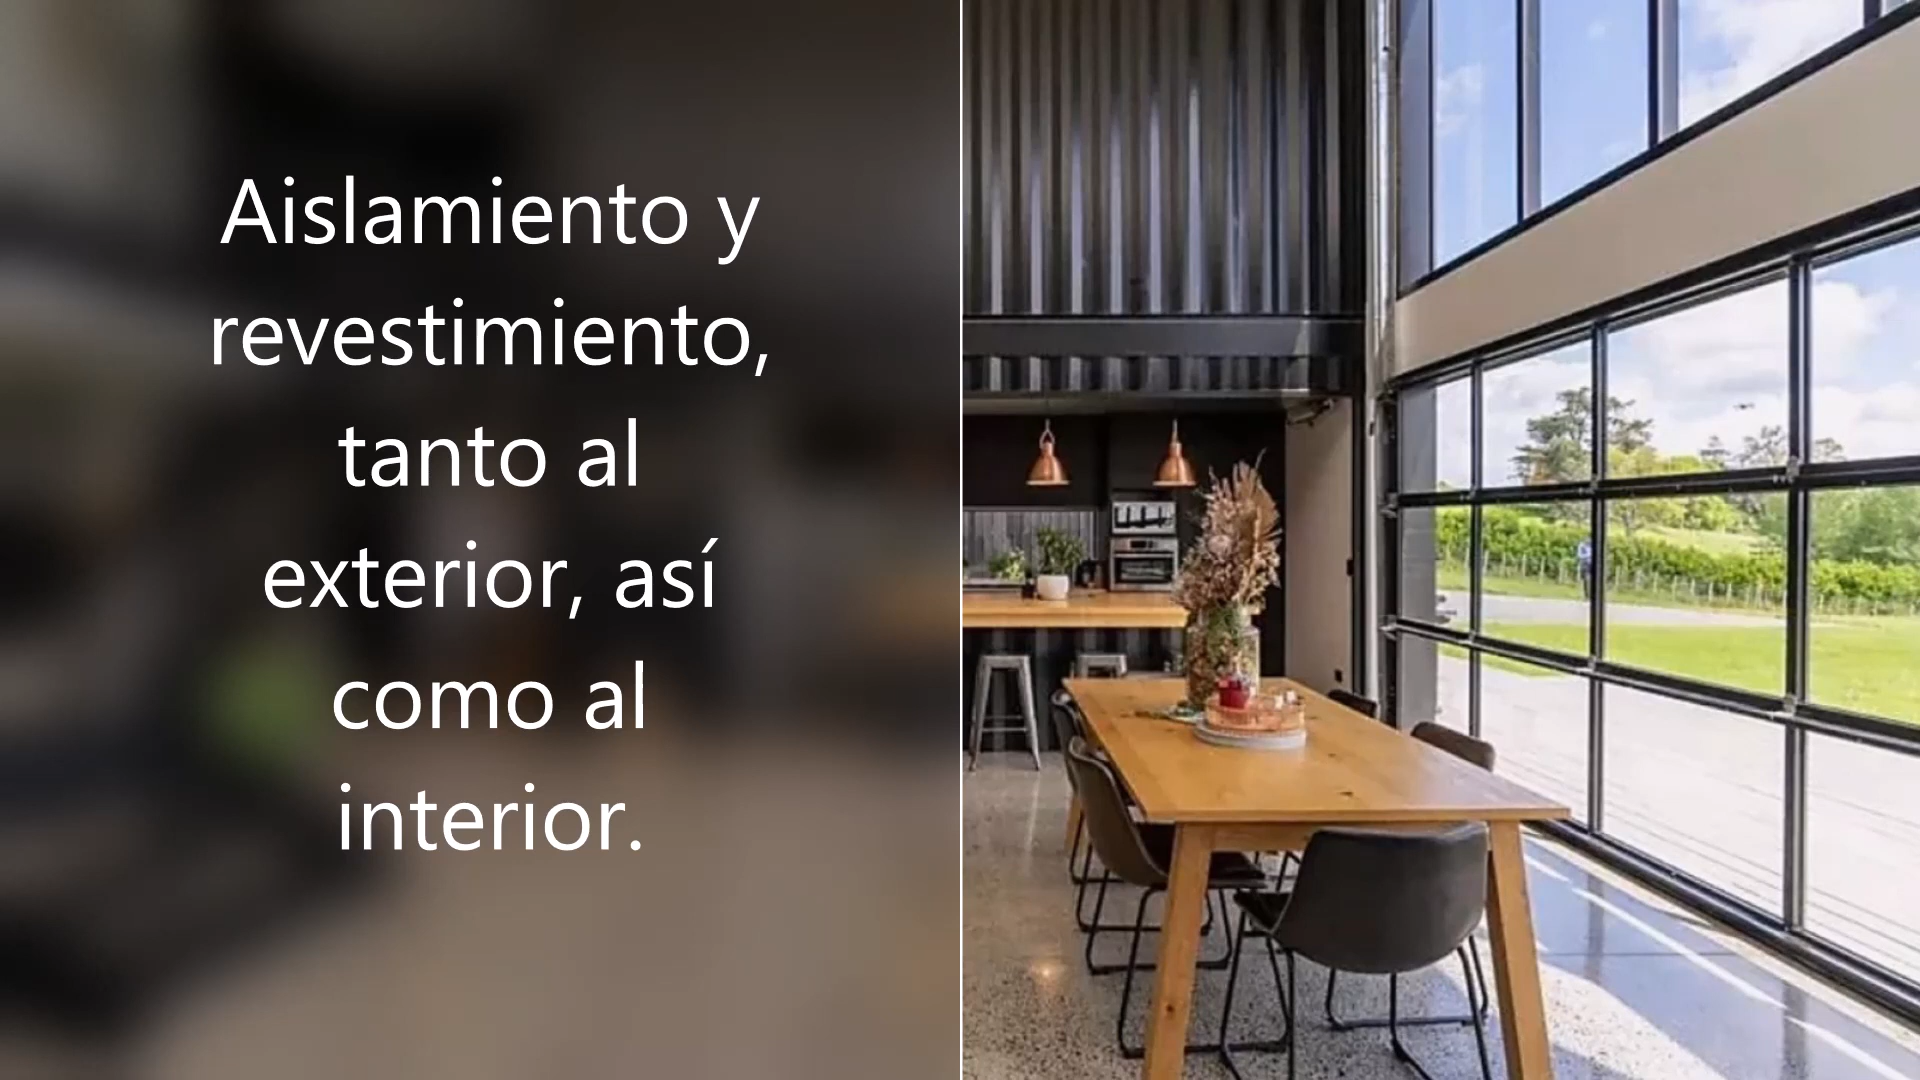 Aislamiento y
revestimiento,
tanto al
exterior, así
como al
interior.